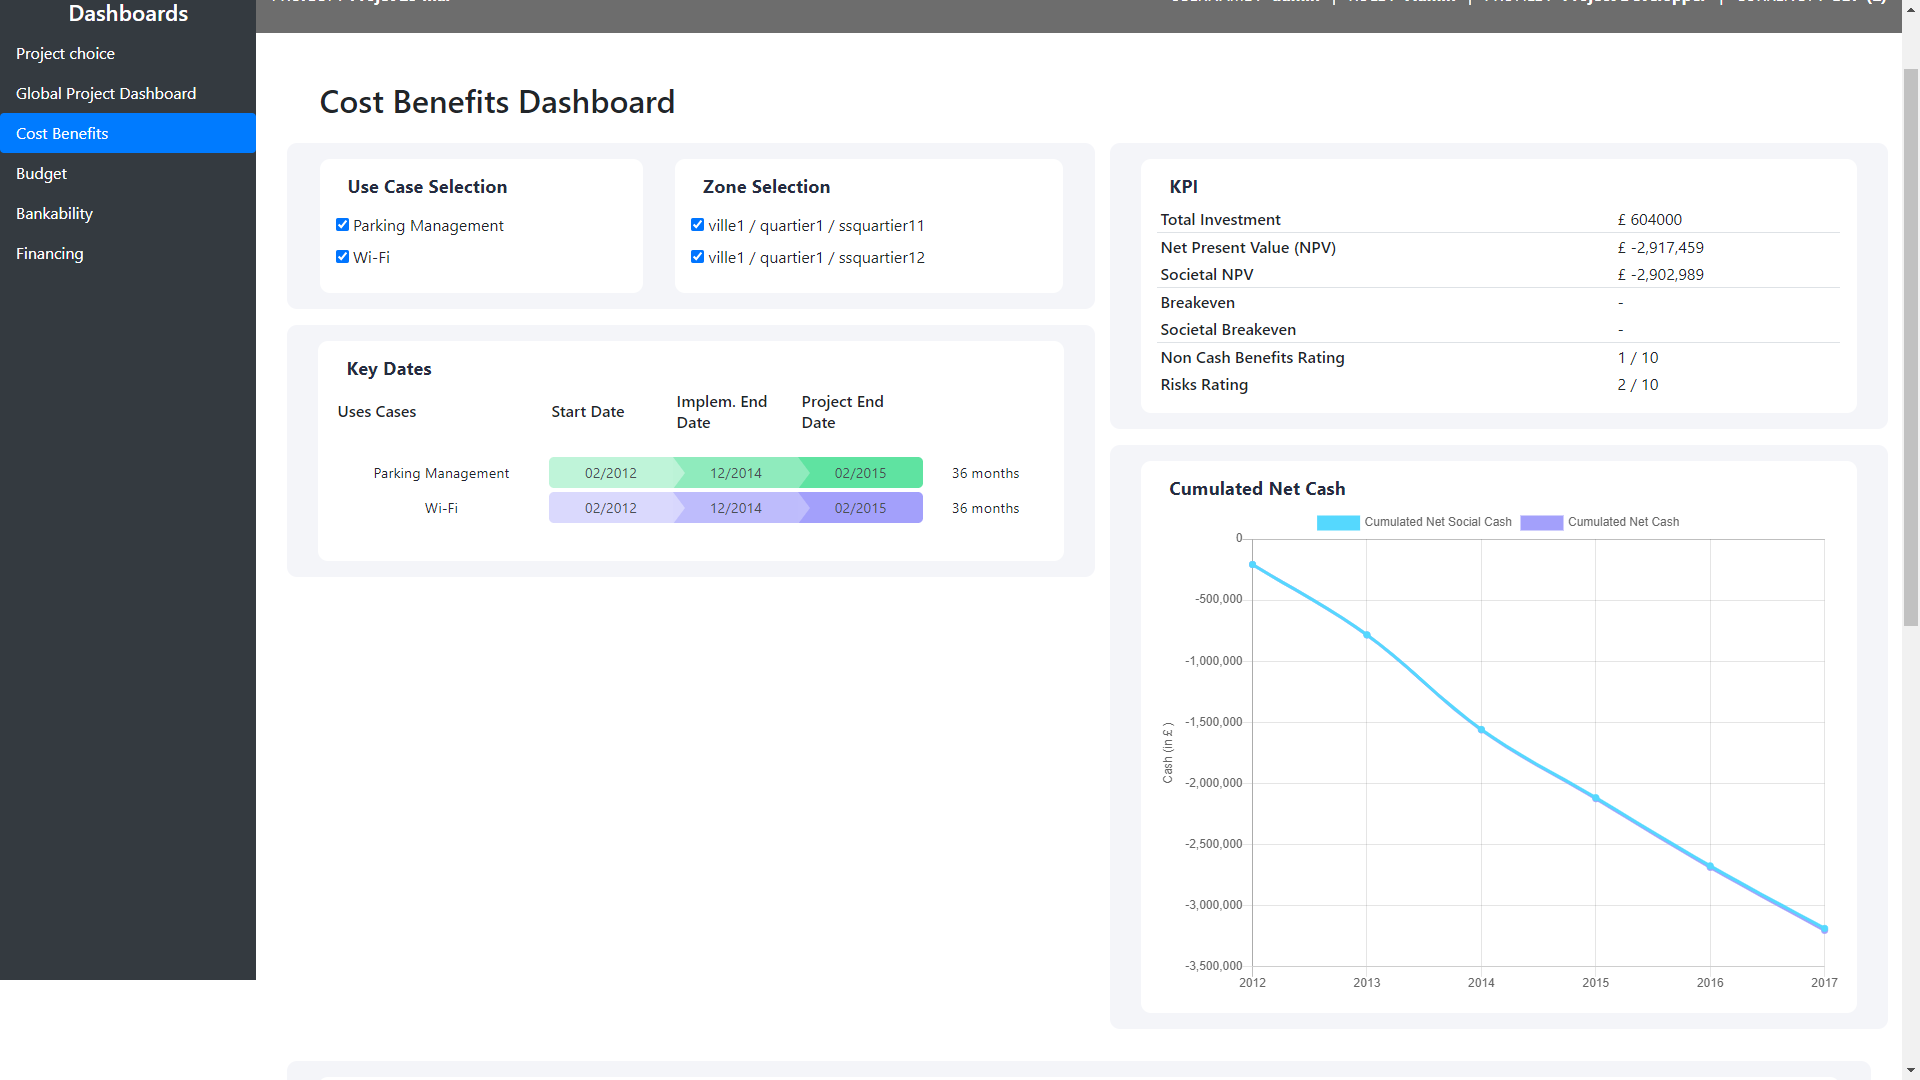 Dashboards
Project choice
Global Project Dashboard
Cost Benefits
Budget
Bankability
Financing
Cost Benefits Dashboard
Use Case Selection
Parking Management
Wi-Fi
Zone Selection
ville1 / quartier1 / ssquartier11
ville1 / quartier1 / ssquartier12
Key Dates
Uses Cases
Start Date
Implem. End
Date
Project End
Date
Parking Management 02/2012 12/2014 02/2015 36 months
Wi-Fi 02/2012 12/2014 02/2015 36 months
KPI
Total Investment £ 604000
Net Present Value (NPV) £ -2,917,459
Societal NPV £ -2,902,989
Breakeven -
Societal Breakeven -
Non Cash Benefits Rating 1 / 10
Risks Rating 2 / 10
Cumulated Net Cash
Cumulated Net Social Cash Cumulated Net Cash
0
-500,000
-1,000,000
-1,500,000
-2,000,000
-2,500,000
-3,000,000
-3,500,000
Cash (in £ )
2012 2013 2014 2015 2016 2017